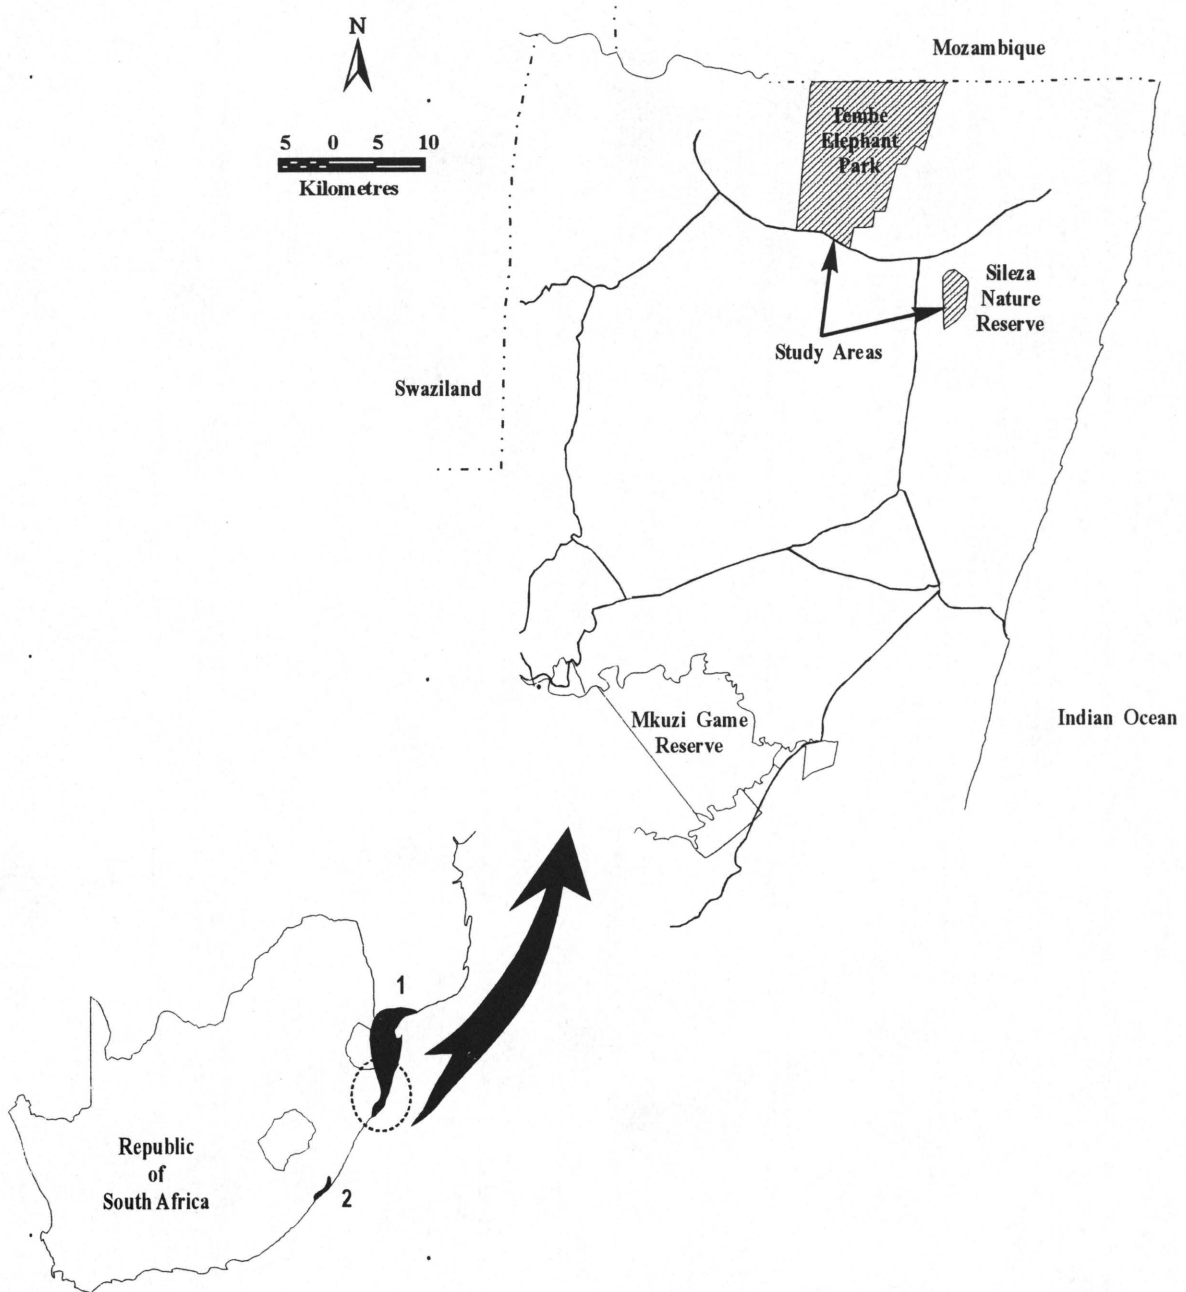 N
Mozambique
Tembe
Elephant
Park
5 0 5 10
Kilometres
Sileza
Nature
Reserve
Study Areas
Swaziland
Mkuzi Game
Reserve
Indian Ocean
1
Republic
of
South Africa
2